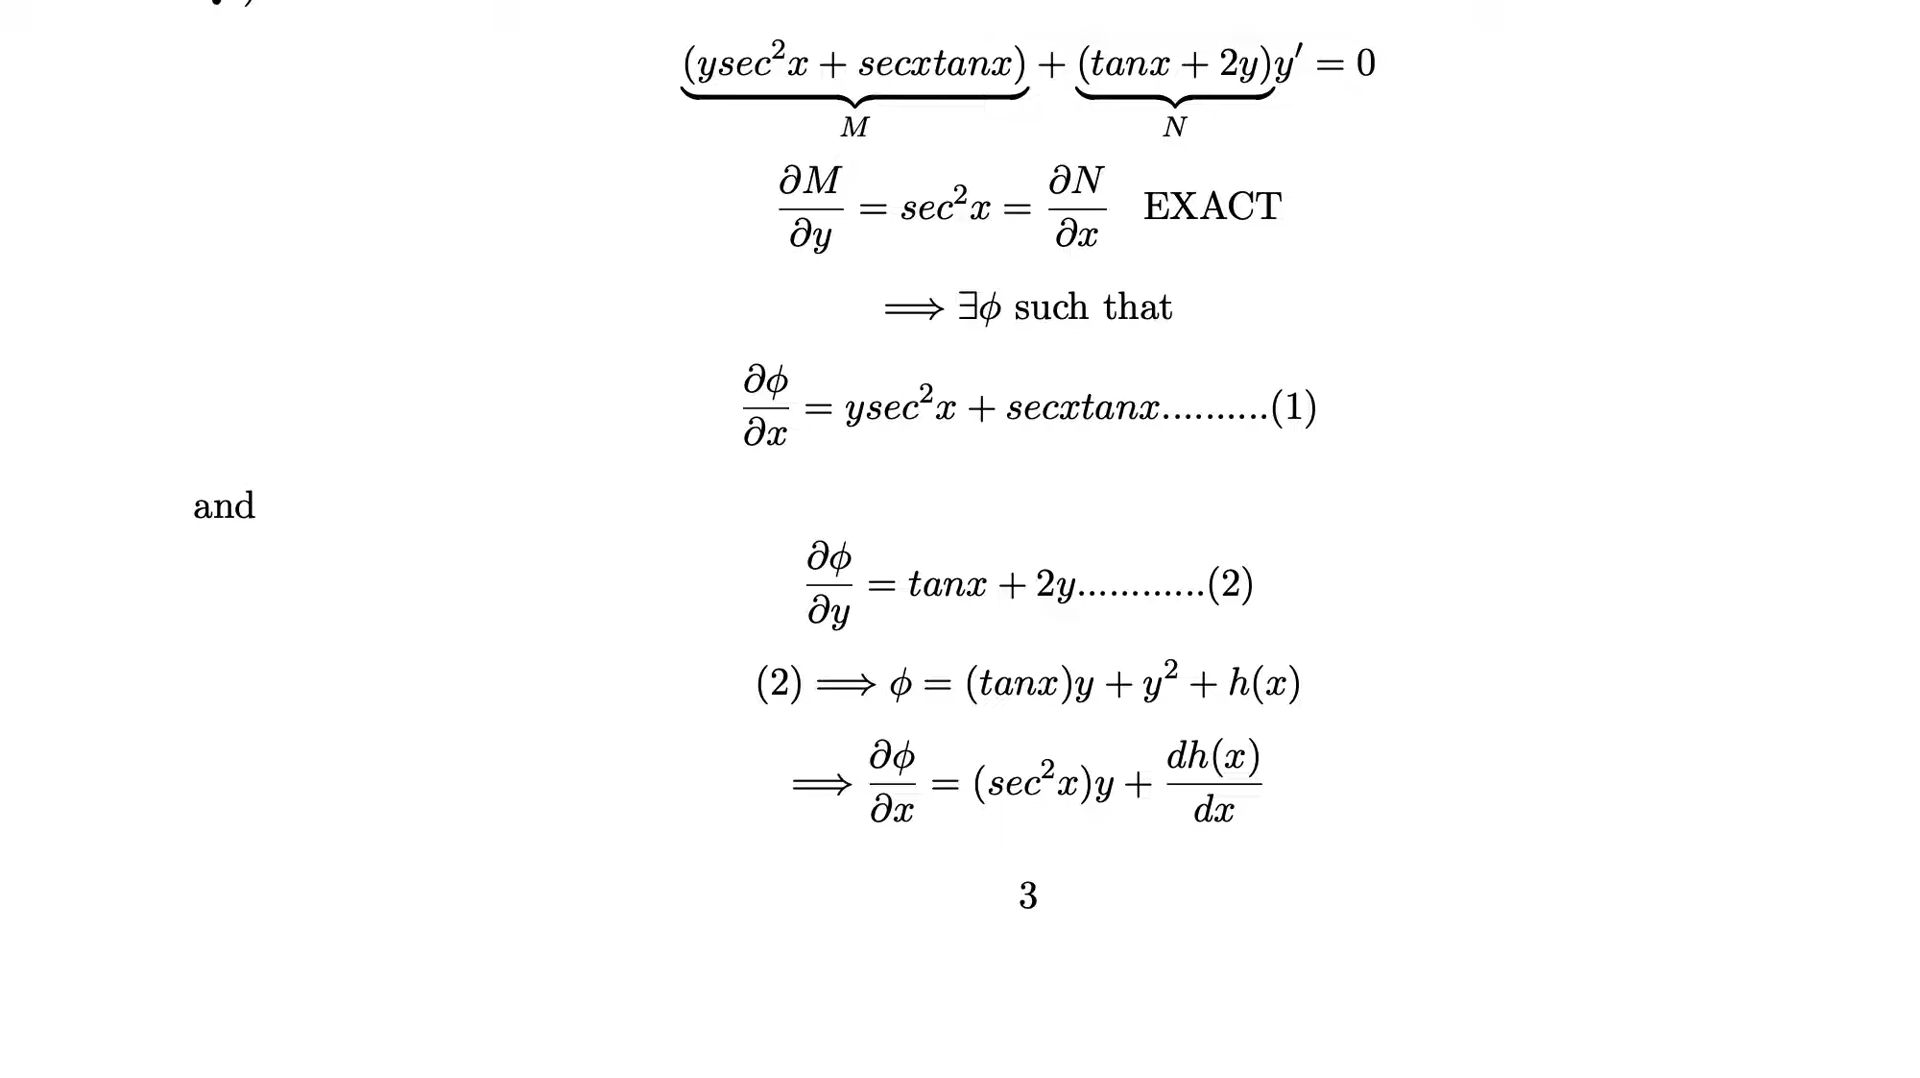 (ysec²x + secxtanx) + (tanx + 2y)y′ = 0
M N
∂M/∂y = sec²x = ∂N/∂x EXACT
⟹ ∃ϕ such that
∂ϕ/∂x = ysec²x + secxtanx..........(1)
and
∂ϕ/∂y = tanx + 2y............(2)
(2) ⟹ ϕ = (tanx)y + y² + h(x)
⟹ ∂ϕ/∂x = (sec²x)y + dh(x)/dx
3